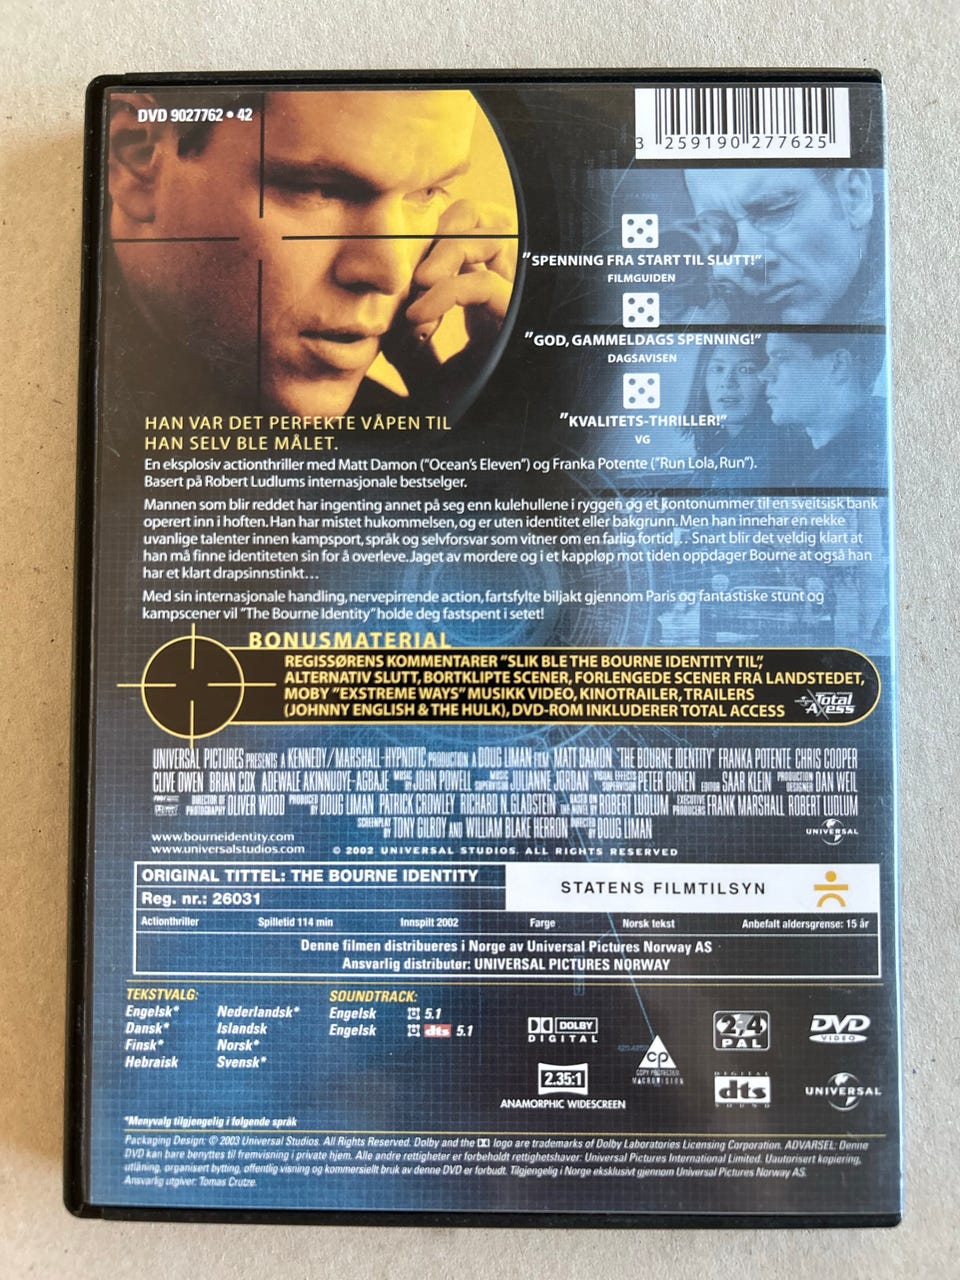 DVD 9027762 • 42
3 259190 277625
"SPENNING FRA START TIL SLUTT!"
FILMGUIDEN
"GOD, GAMMELDAGS SPENNING!"
DAGSAVISEN
"KVALITETS-THRILLER!"
VG
HAN VAR DET PERFEKTE VÅPEN TIL
HAN SELV BLE MÅLET.
En eksplosiv actionthriller med Matt Damon ("Ocean's Eleven") og Franka Potente ("Run Lola, Run").
Basert på Robert Ludlums internasjonale bestselger.
Mannen som blir reddet har ingenting annet på seg enn kulehullene i ryggen og et kontonummer til en sveitsisk bank
operert inn i hoften. Han har mistet hukommelsen, og er uten identitet eller bakgrunn. Men han innehar en rekke
uvanlige talenter innen kampsport, språk og selvforsvar som vitner om en farlig fortid... Snart blir det veldig klart at
han må finne identiteten sin for å overleve. Jaget av mordere og i et kappløp mot tiden oppdager Bourne at også han
har et klart drapsinnstinkt...
Med sin internasjonale handling, nervepirrende action, fartsfylte biljakt gjennom Paris og fantastiske stunt og
kampscener vil "The Bourne Identity" holde deg fastspent i setet!
BONUSMATERIAL
REGISSØRENS KOMMENTARER "SLIK BLE THE BOURNE IDENTITY TIL",
ALTERNATIV SLUTT, BORTKLIPTE SCENER, FORLENGEDE SCENER FRA LANDSTEDET,
MOBY "EXSTREME WAYS" MUSIKK VIDEO, KINOTRAILER, TRAILERS
(JOHNNY ENGLISH & THE HULK), DVD-ROM INKLUDERER TOTAL ACCESS
Total Axess
UNIVERSAL PICTURES PRESENTS A KENNEDY/MARSHALL-HYPNOTIC PRODUCTION A DOUG LIMAN FILM MATT DAMON "THE BOURNE IDENTITY" FRANKA POTENTE CHRIS COOPER
CLIVE OWEN BRIAN COX ADEWALE AKINNUOYE-AGBAJE MUSIC BY JOHN POWELL MUSIC SUPERVISOR JULIANNE JORDAN VISUAL EFFECTS SUPERVISOR PETER DONEN EDITOR SAAR KLEIN PRODUCTION DESIGNER DAN WEIL
DIRECTOR OF PHOTOGRAPHY OLIVER WOOD PRODUCED BY DOUG LIMAN PATRICK CROWLEY RICHARD N. GLADSTEIN BASED ON THE NOVEL BY ROBERT LUDLUM EXECUTIVE PRODUCERS FRANK MARSHALL ROBERT LUDLUM
SCREENPLAY BY TONY GILROY AND WILLIAM BLAKE HERRON DIRECTED BY DOUG LIMAN
UNIVERSAL
www.bourneidentity.com
www.universalstudios.com © 2002 UNIVERSAL STUDIOS. ALL RIGHTS RESERVED
ORIGINAL TITTEL: THE BOURNE IDENTITY
Reg. nr.: 26031
STATENS FILMTILSYN
Actionthriller Spilletid 114 min Innspilt 2002 Farge Norsk tekst Anbefalt aldersgrense: 15 år
Denne filmen distribueres i Norge av Universal Pictures Norway AS
Ansvarlig distributør: UNIVERSAL PICTURES NORWAY
TEKSTVALG:
Engelsk* Nederlandsk*
Dansk* Islandsk
Finsk* Norsk*
Hebraisk Svensk*
SOUNDTRACK:
Engelsk 5.1
Engelsk dts 5.1
DOLBY
DIGITAL
2.35:1
ANAMORPHIC WIDESCREEN
CP
COPY PROTECTED
MACROVISION
2,4
PAL
DIGITAL
dts
SOUND
DVD
VIDEO
UNIVERSAL
*Menyvalg tilgjengelig i følgende språk
Packaging Design: © 2003 Universal Studios. All Rights Reserved. Dolby and the logo are trademarks of Dolby Laboratories Licensing Corporation. ADVARSEL: Denne
DVD kan bare benyttes til fremvisning i private hjem. Alle andre rettigheter er forbeholdt rettighetshaver: Universal Pictures International Limited. Uautorisert kopiering,
utlåning, organisert bytting, offentlig visning og kommersiellt bruk av denne DVD er forbudt. Tilgjengelig i Norge eksklusivt gjennom Universal Pictures Norway AS.
Ansvarlig utgiver: Tomas Crutze.